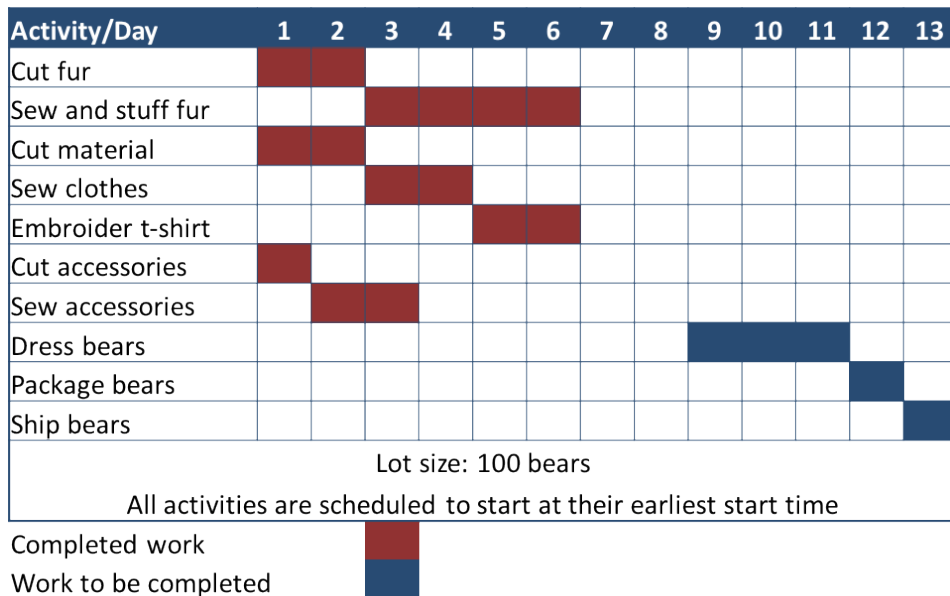 Activity/Day 1 2 3 4 5 6 7 8 9 10 11 12 13
Cut fur
Sew and stuff fur
Cut material
Sew clothes
Embroider t-shirt
Cut accessories
Sew accessories
Dress bears
Package bears
Ship bears
Lot size: 100 bears
All activities are scheduled to start at their earliest start time
Completed work
Work to be completed